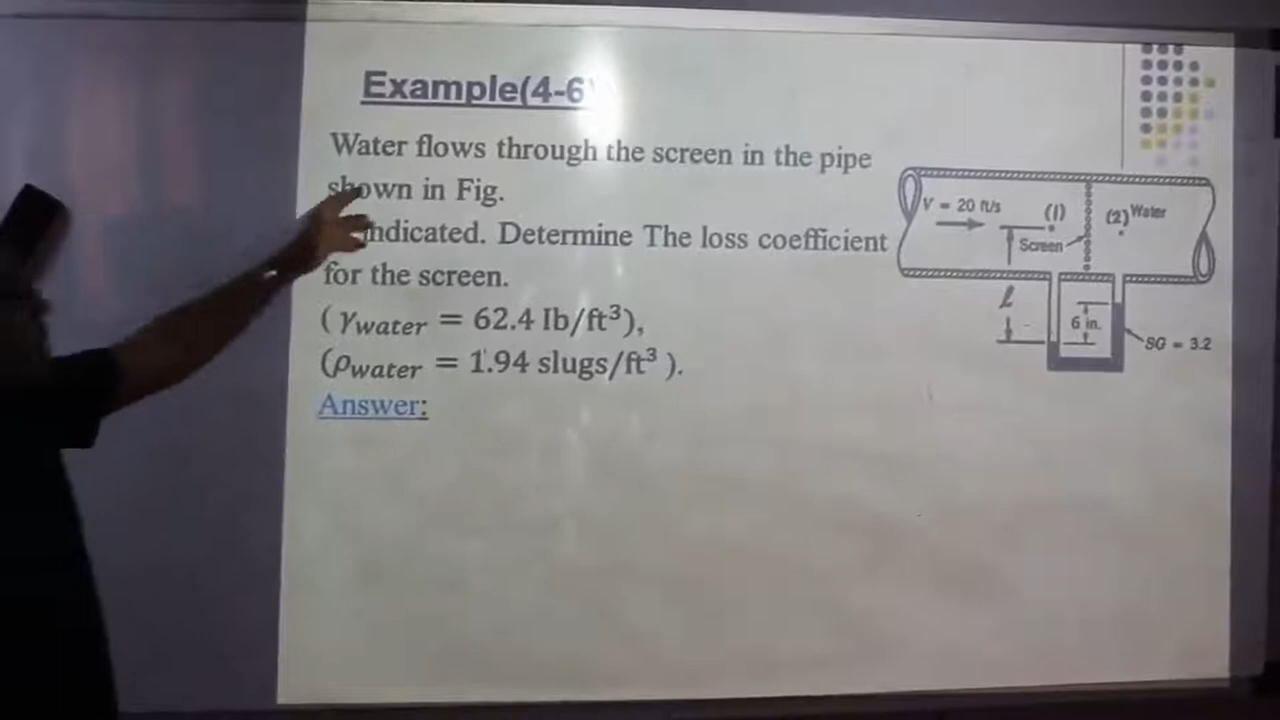 Example(4-6
Water flows through the screen in the pipe
shown in Fig.
indicated. Determine The loss coefficient
for the screen.
(γwater = 62.4 Ib/ft³),
(ρwater = 1.94 slugs/ft³ ).
Answer:
V = 20 ft/s
(1)
(2) Water
Screen
ℓ
6 in.
SG = 3.2